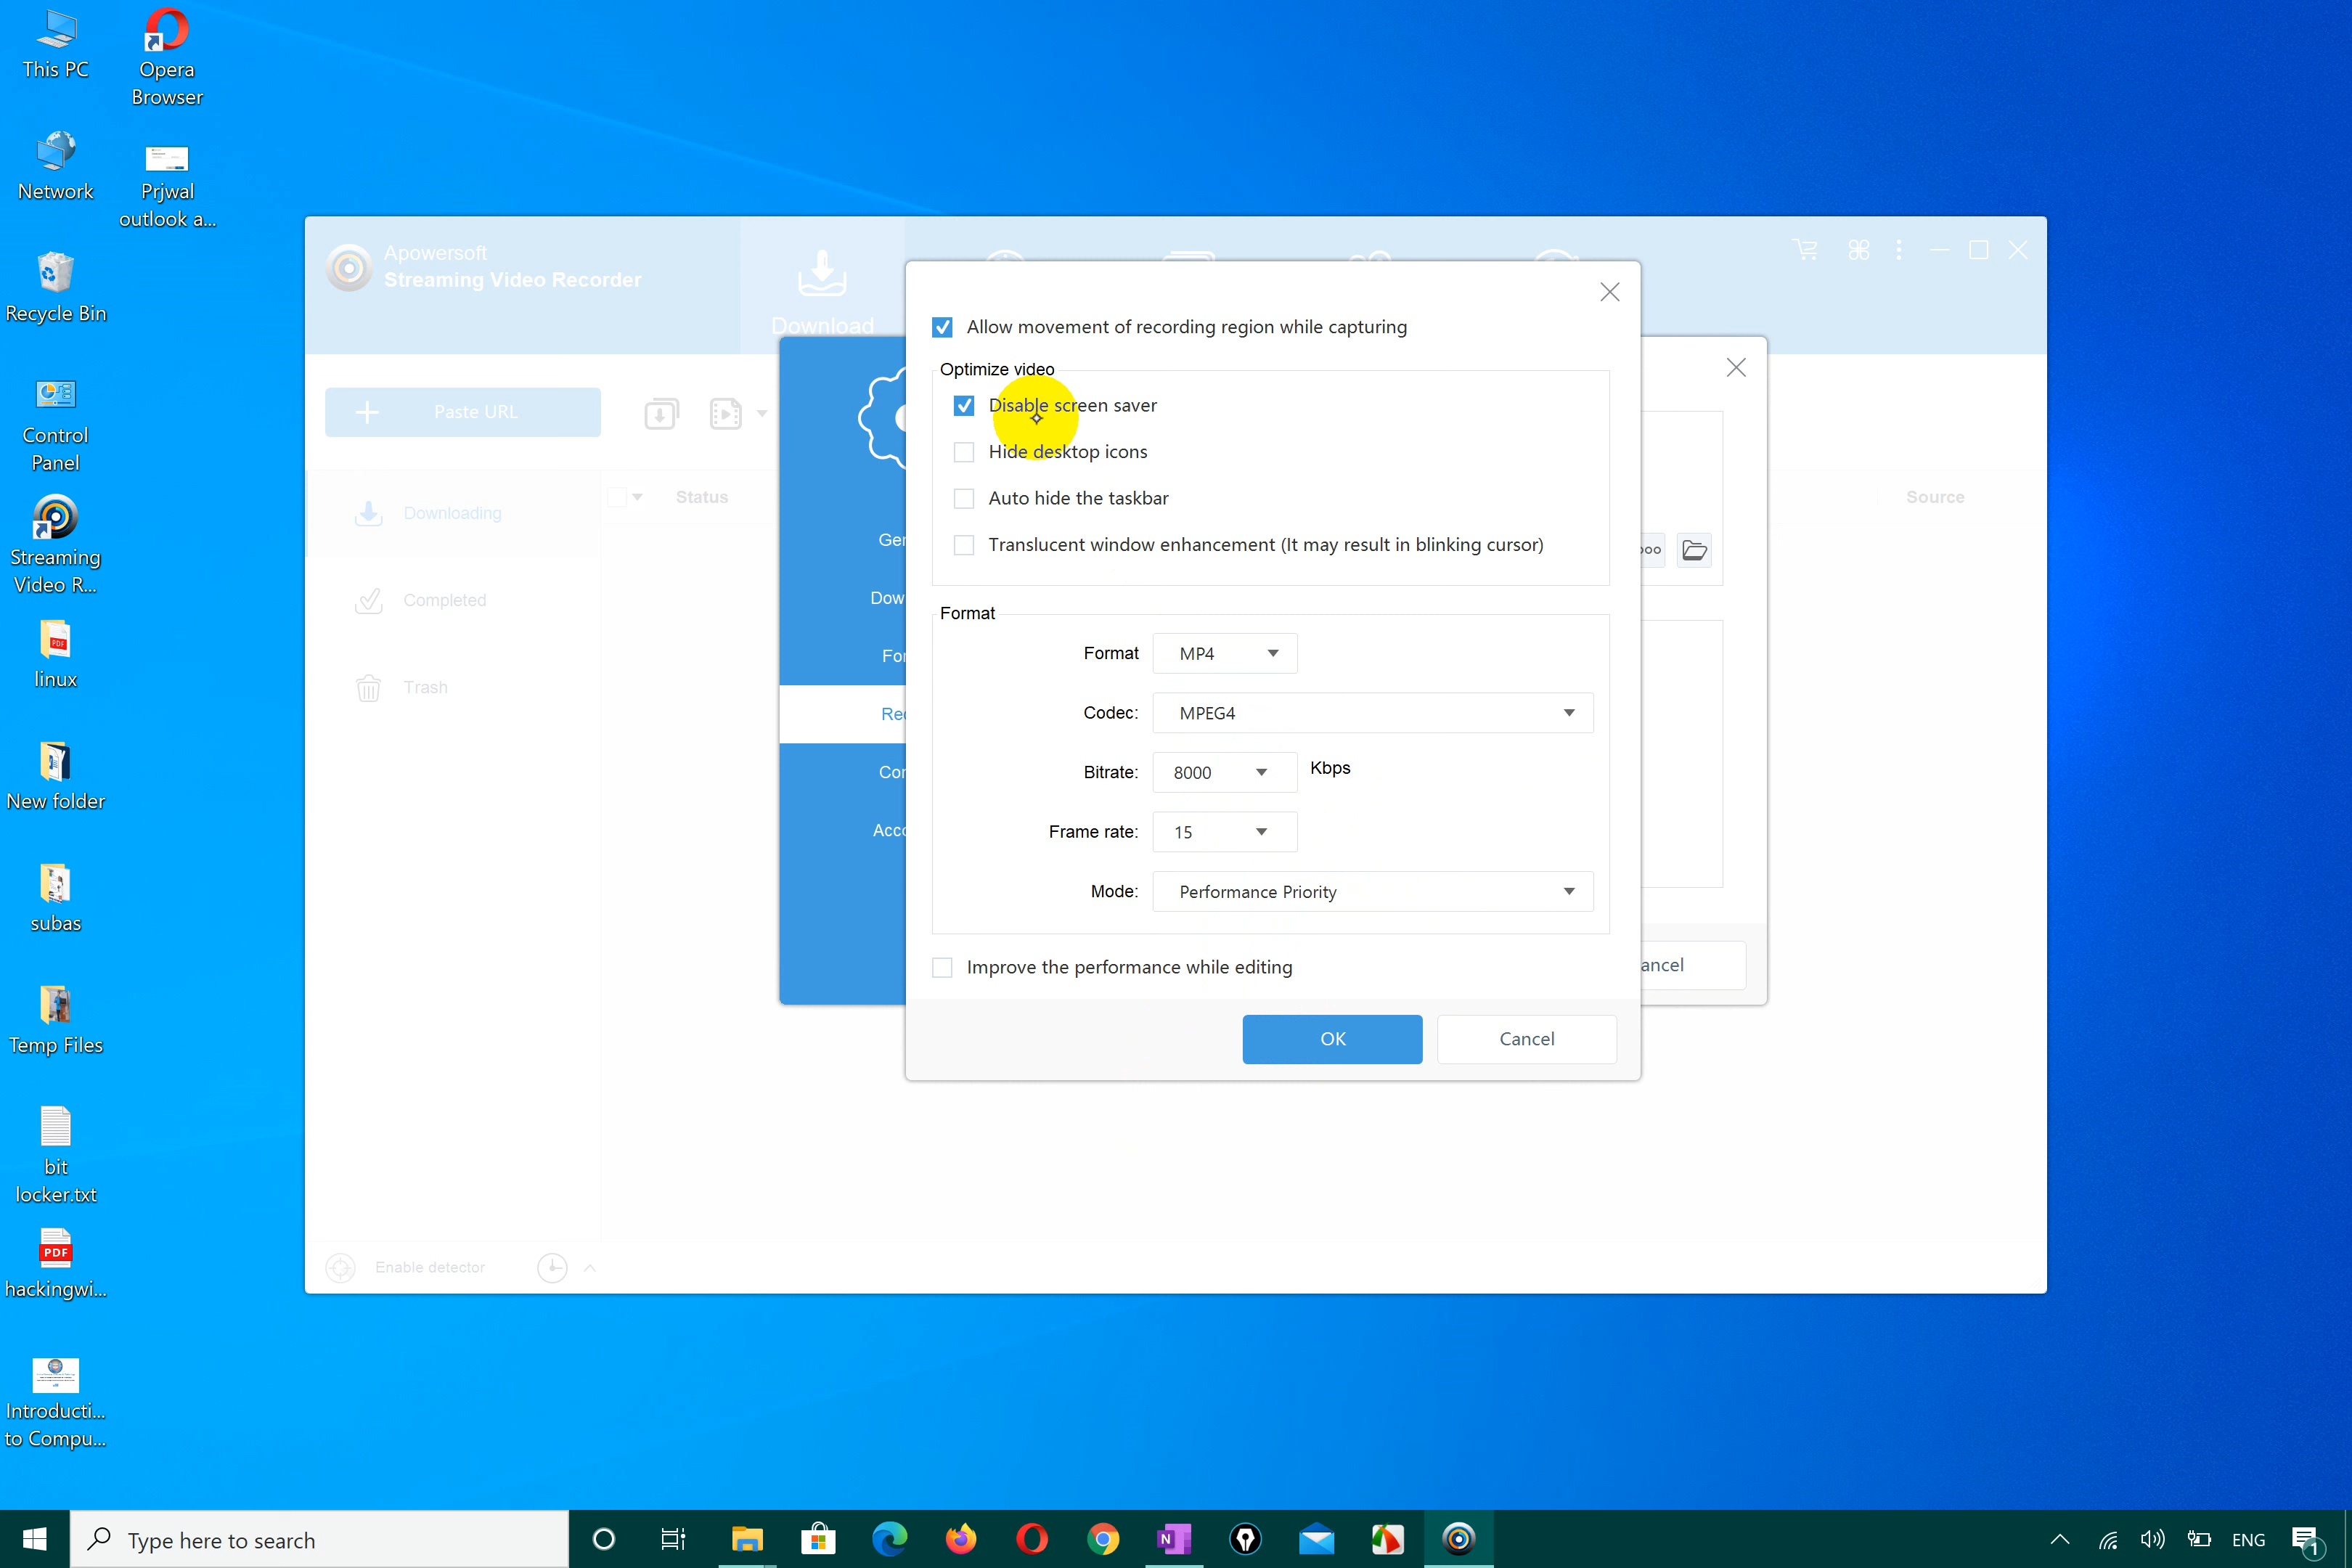 This PC
Opera
Browser
Network
Prjwal
outlook a...
Recycle Bin
Control
Panel
Streaming
Video R...
linux
New folder
subas
Temp Files
bit
locker.txt
PDF
hackingwi...
Introducti...
to Compu...
Apowersoft
Streaming Video Recorder
Download
Paste URL
Downloading
Completed
Trash
Status
Source
Enable detector
Allow movement of recording region while capturing
Optimize video
Disable screen saver
Hide desktop icons
Auto hide the taskbar
Translucent window enhancement (It may result in blinking cursor)
Format
Format MP4
Codec: MPEG4
Bitrate: 8000 Kbps
Frame rate: 15
Mode: Performance Priority
Improve the performance while editing
OK Cancel
Type here to search
ENG
1